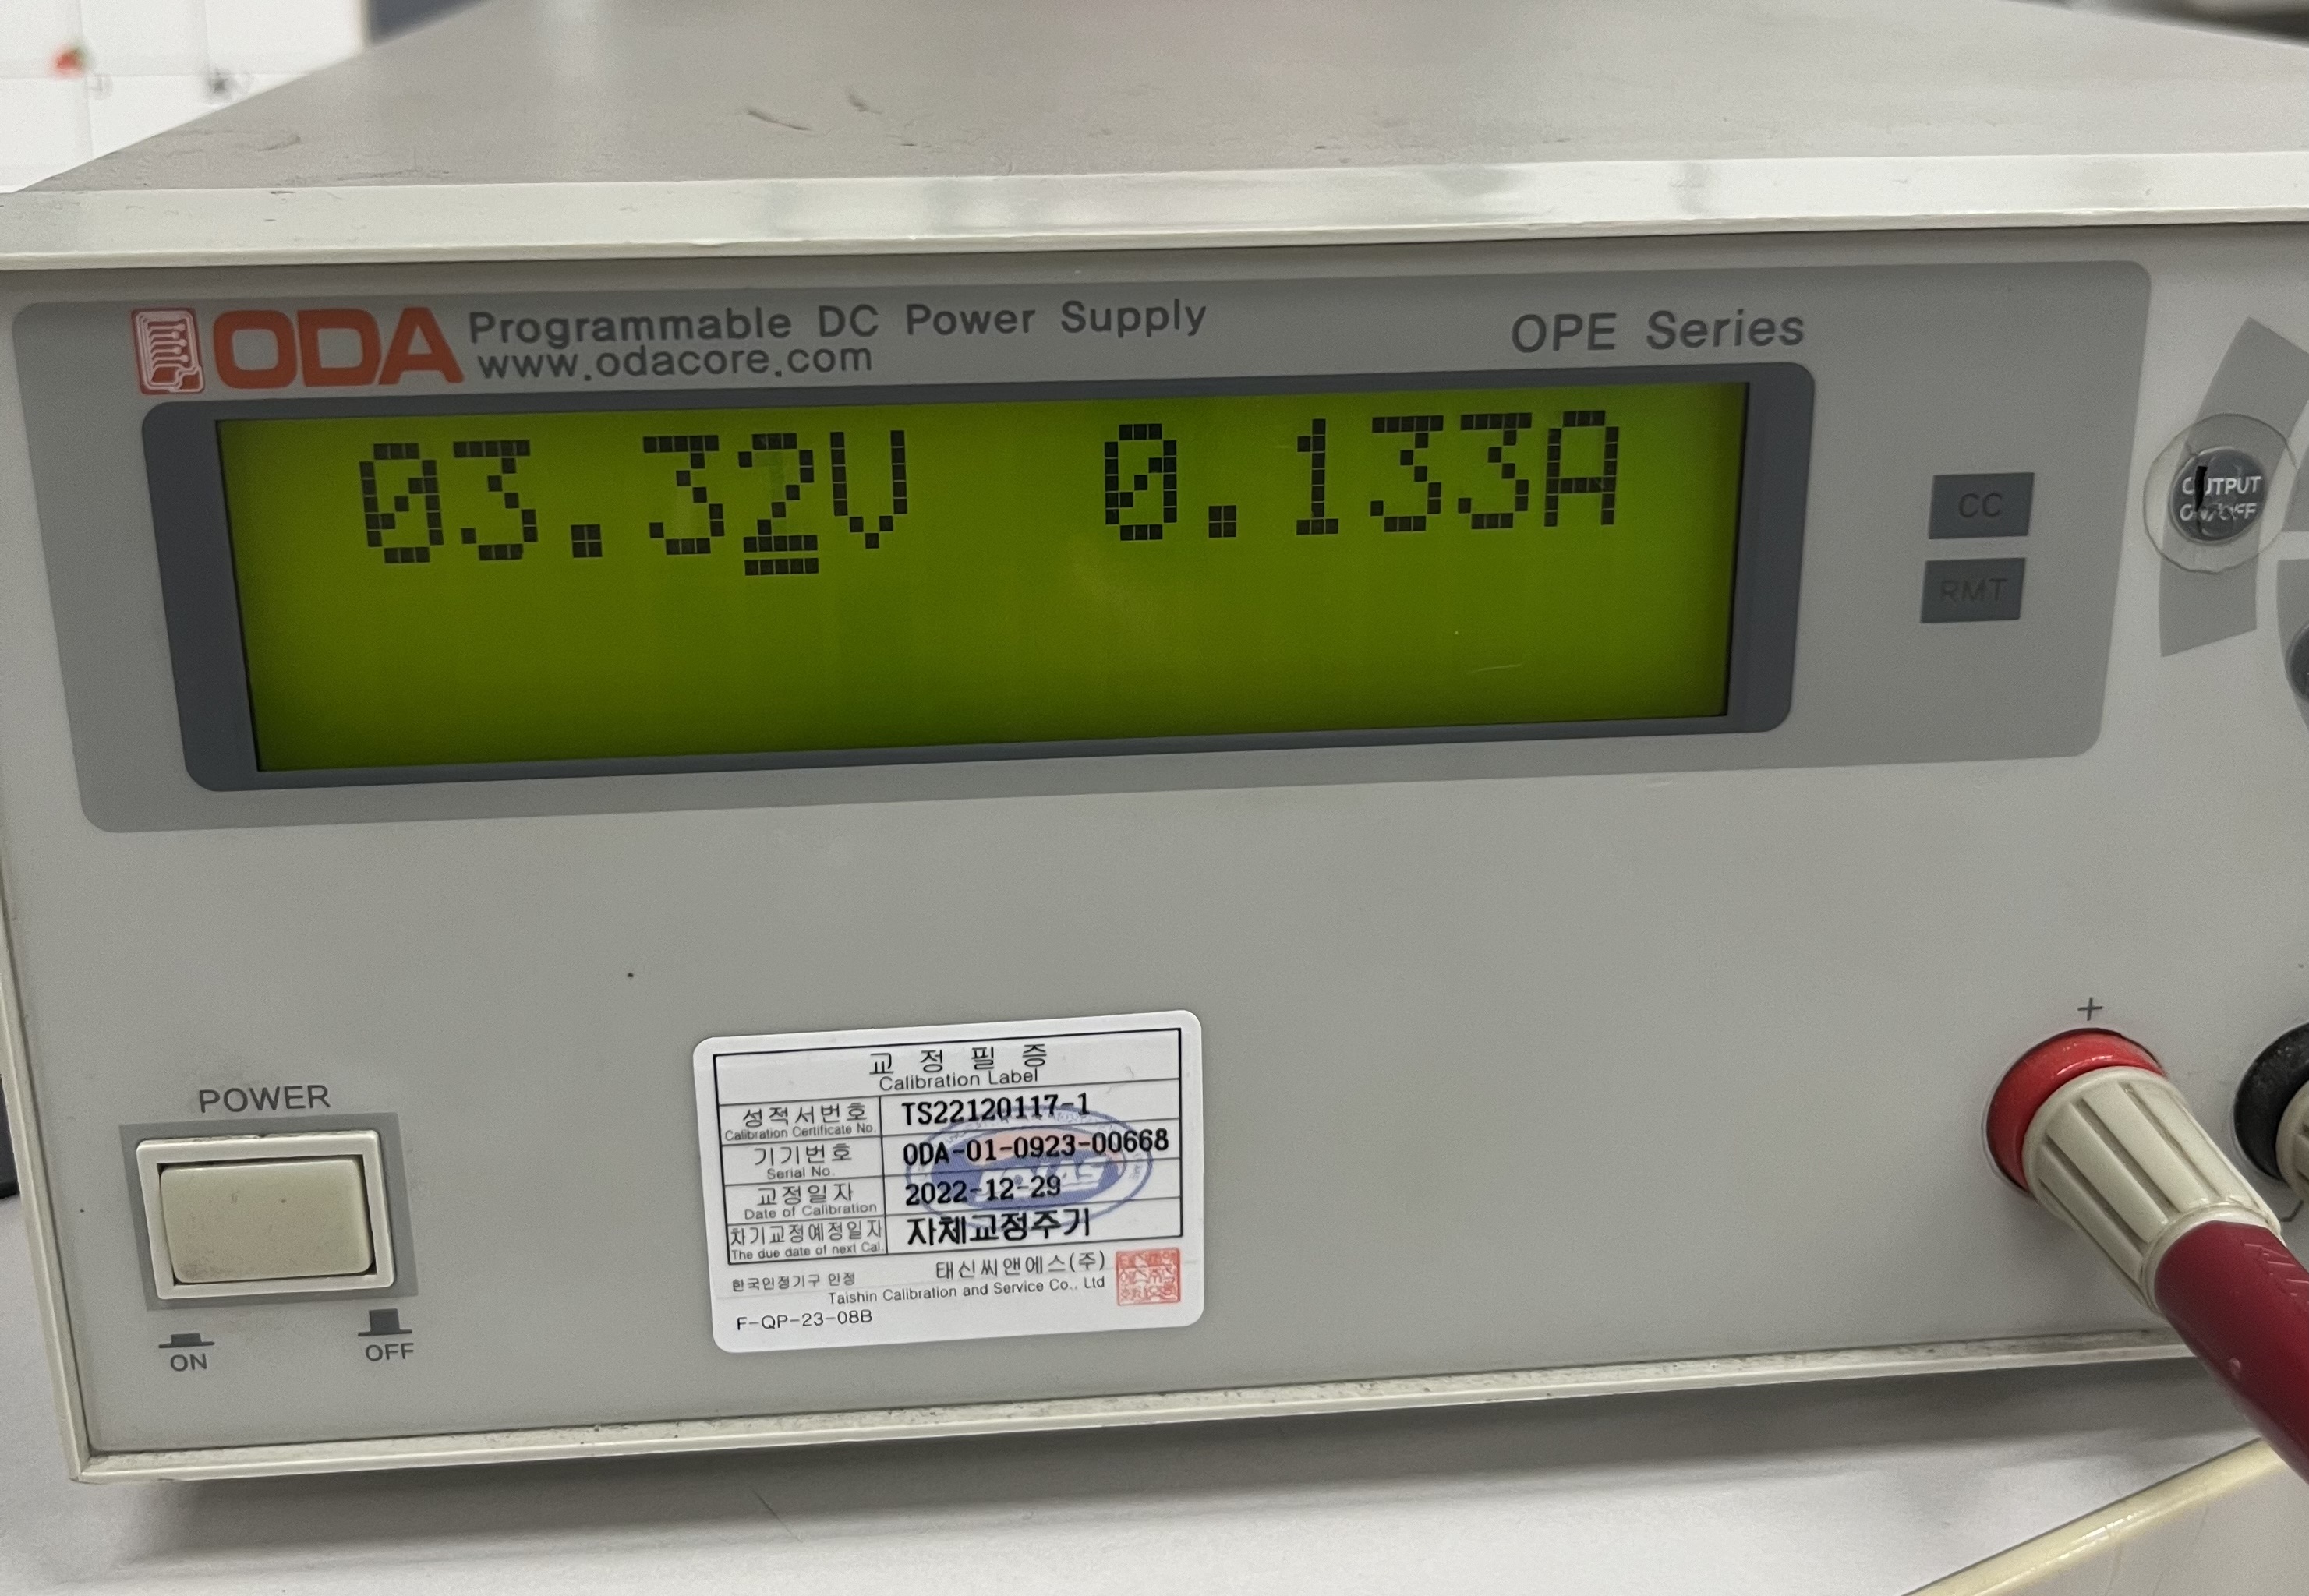 ODA Programmable DC Power Supply
www.odacore.com
OPE Series
03.32V 0.133A
CC
RMT
OUTPUT
ON/OFF
+
POWER
ON
OFF
교 정 필 증
Calibration Label
성적서번호 TS22120117-1
Calibration Certificate No.
기기번호 ODA-01-0923-00668
Serial No.
교정일자 2022-12-29
Date of Calibration
차기교정예정일자 자체교정주기
The due date of next Cal.
한국인정기구 인정
태신씨앤에스(주)
Taishin Calibration and Service Co., Ltd
F-QP-23-08B